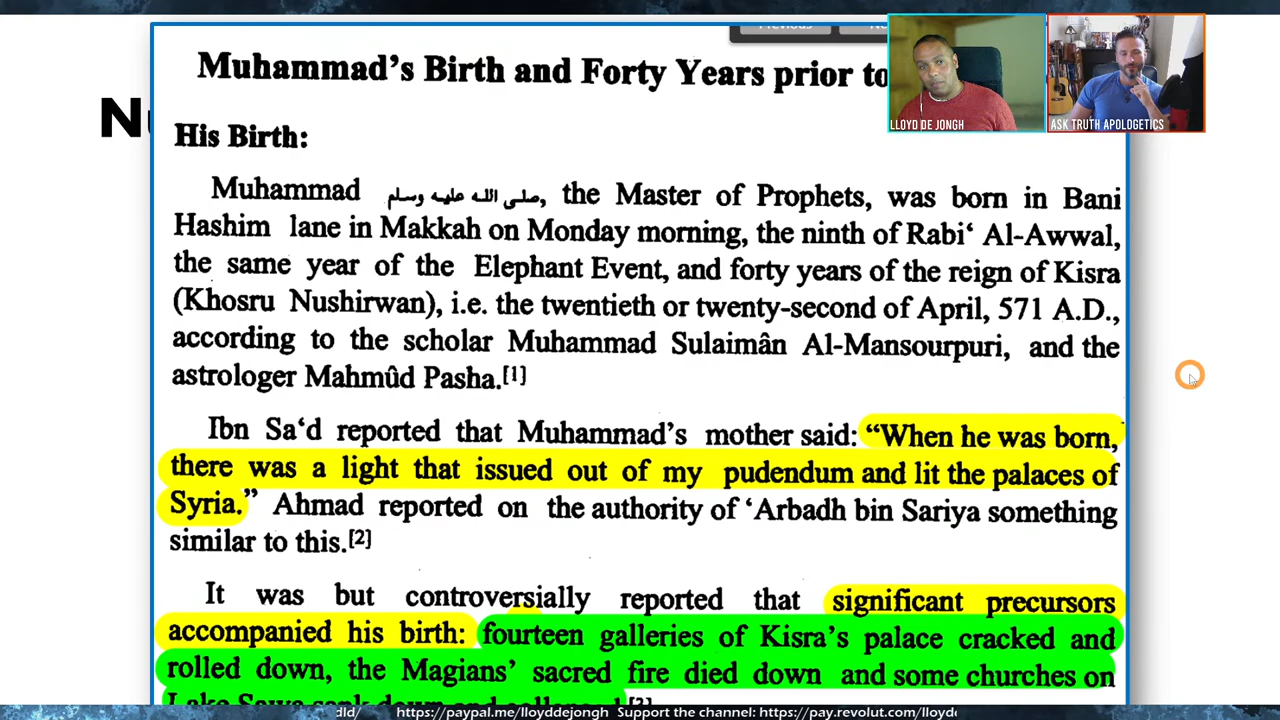 Muhammad's Birth and Forty Years prior to
His Birth:
LLOYD DE JONGH
ASK TRUTH APOLOGETICS
Muhammad صلى الله عليه وسلم, the Master of Prophets, was born in Bani
Hashim lane in Makkah on Monday morning, the ninth of Rabi‘ Al-Awwal,
the same year of the Elephant Event, and forty years of the reign of Kisra
(Khosru Nushirwan), i.e. the twentieth or twenty-second of April, 571 A.D.,
according to the scholar Muhammad Sulaimân Al-Mansourpuri, and the
astrologer Mahmûd Pasha.[1]
Ibn Sa‘d reported that Muhammad's mother said: “When he was born,
there was a light that issued out of my pudendum and lit the palaces of
Syria.” Ahmad reported on the authority of ‘Arbadh bin Sariya something
similar to this.[2]
It was but controversially reported that significant precursors
accompanied his birth: fourteen galleries of Kisra's palace cracked and
rolled down, the Magians' sacred fire died down and some churches on
https://paypal.me/lloyddejongh Support the channel: https://pay.revolut.com/lloyd